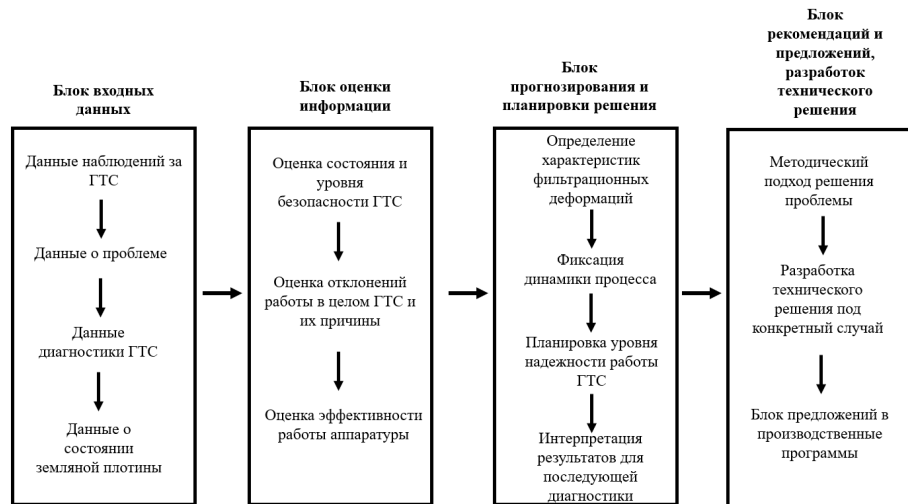 Блок входных
данных
Данные наблюдений за
ГТС
Данные о проблеме
Данные
диагностики ГТС
Данные о
состоянии
земляной плотины
Блок оценки
информации
Оценка состояния и
уровня
безопасности ГТС
Оценка отклонений
работы в целом ГТС и
их причины
Оценка эффективности
работы аппаратуры
Блок
прогнозирования и
планировки решения
Определение
характеристик
фильтрационных
деформаций
Фиксация
динамики процесса
Планировка уровня
надежности работы
ГТС
Интерпретация
результатов для
последующей
диагностики
Блок
рекомендаций и
предложений,
разработок
технического
решения
Методический
подход решения
проблемы
Разработка
технического
решения под
конкретный случай
Блок предложений в
производственные
программы